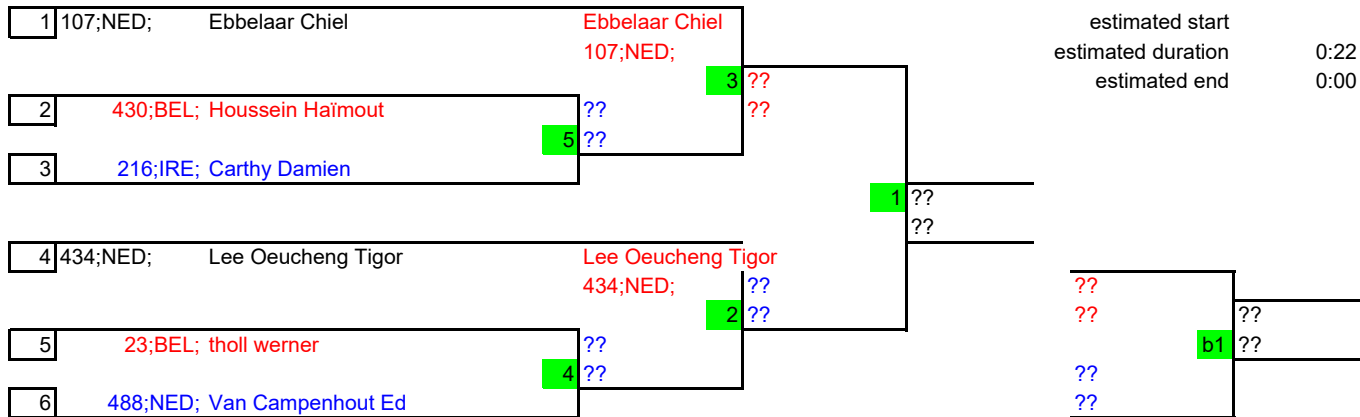 1 107;NED; Ebbelaar Chiel Ebbelaar Chiel estimated start
107;NED; estimated duration 0:22
3 ?? estimated end 0:00
2 430;BEL; Houssein Haïmout ?? ??
5 ??
3 216;IRE; Carthy Damien
1 ??
??
4 434;NED; Lee Oeucheng Tigor Lee Oeucheng Tigor
434;NED; ?? ??
2 ?? ?? ??
5 23;BEL; tholl werner ?? b1 ??
4 ?? ??
6 488;NED; Van Campenhout Ed ??